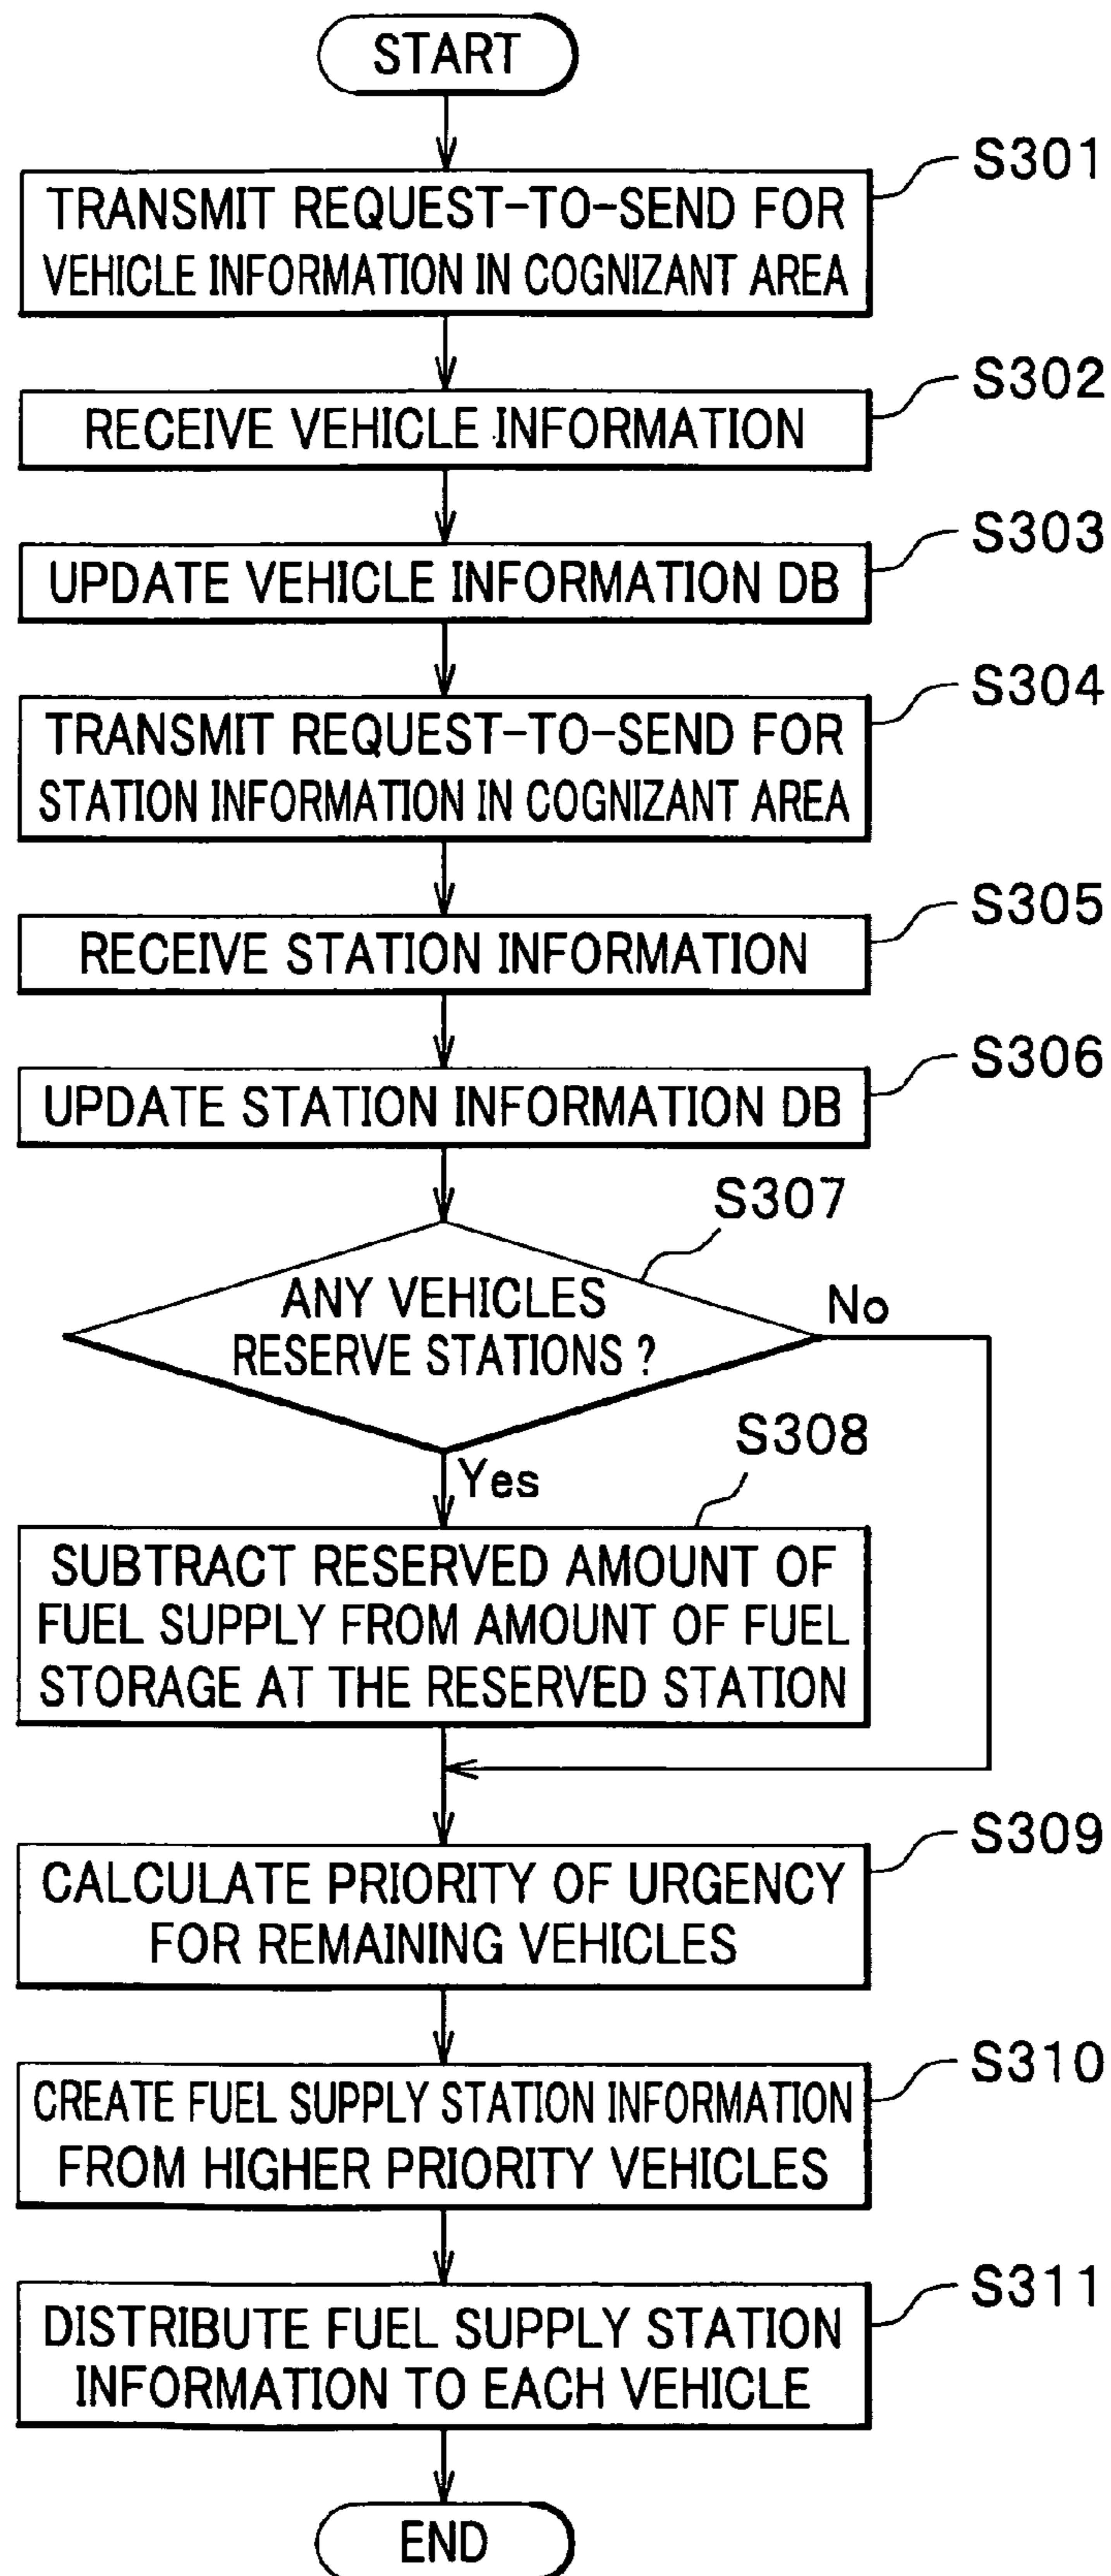 START
S301
TRANSMIT REQUEST-TO-SEND FOR
VEHICLE INFORMATION IN COGNIZANT AREA
S302
RECEIVE VEHICLE INFORMATION
S303
UPDATE VEHICLE INFORMATION DB
S304
TRANSMIT REQUEST-TO-SEND FOR
STATION INFORMATION IN COGNIZANT AREA
S305
RECEIVE STATION INFORMATION
S306
UPDATE STATION INFORMATION DB
S307
ANY VEHICLES
RESERVE STATIONS ?
No
Yes
S308
SUBTRACT RESERVED AMOUNT OF
FUEL SUPPLY FROM AMOUNT OF FUEL
STORAGE AT THE RESERVED STATION
S309
CALCULATE PRIORITY OF URGENCY
FOR REMAINING VEHICLES
S310
CREATE FUEL SUPPLY STATION INFORMATION
FROM HIGHER PRIORITY VEHICLES
S311
DISTRIBUTE FUEL SUPPLY STATION
INFORMATION TO EACH VEHICLE
END